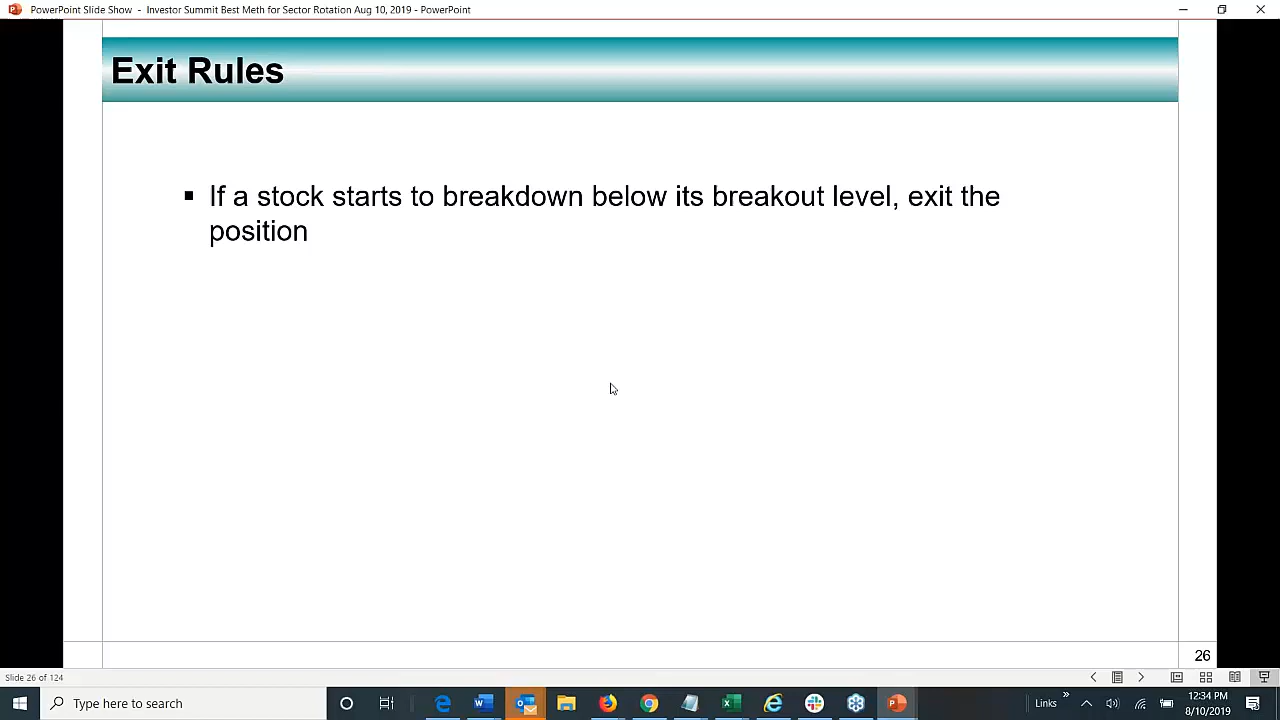 PowerPoint Slide Show - Investor Summit Best Meth for Sector Rotation Aug 10, 2019 - PowerPoint
Exit Rules
If a stock starts to breakdown below its breakout level, exit the
position
26
Slide 26 of 124
Type here to search
Links
12:34 PM
8/10/2019